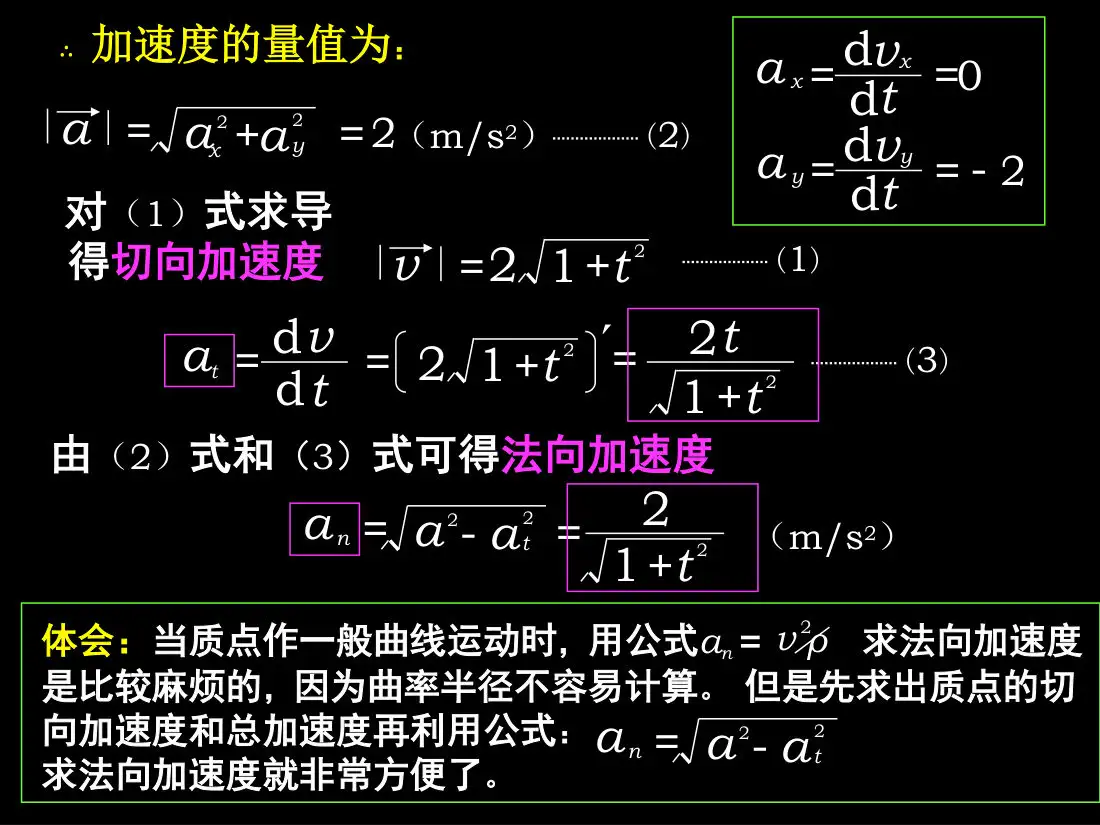 ∴ 加速度的量值为：
a_x = dυ_x/dt = 0
|a⃗| = √(a_x² + a_y²) = 2（m/s²）………………（2）
a_y = dυ_y/dt = - 2
对（1）式求导
得切向加速度 |v⃗| = 2√(1+t²) ………………（1）
a_t = dυ/dt = (2√(1+t²))′ = 2t/√(1+t²) ………………（3）
由（2）式和（3）式可得法向加速度
a_n = √(a² - a_t²) = 2/√(1+t²) （m/s²）
体会：当质点作一般曲线运动时，用公式a_n = υ²/ρ 求法向加速度
是比较麻烦的，因为曲率半径不容易计算。 但是先求出质点的切
向加速度和总加速度再利用公式： a_n = √(a² - a_t²)
求法向加速度就非常方便了。